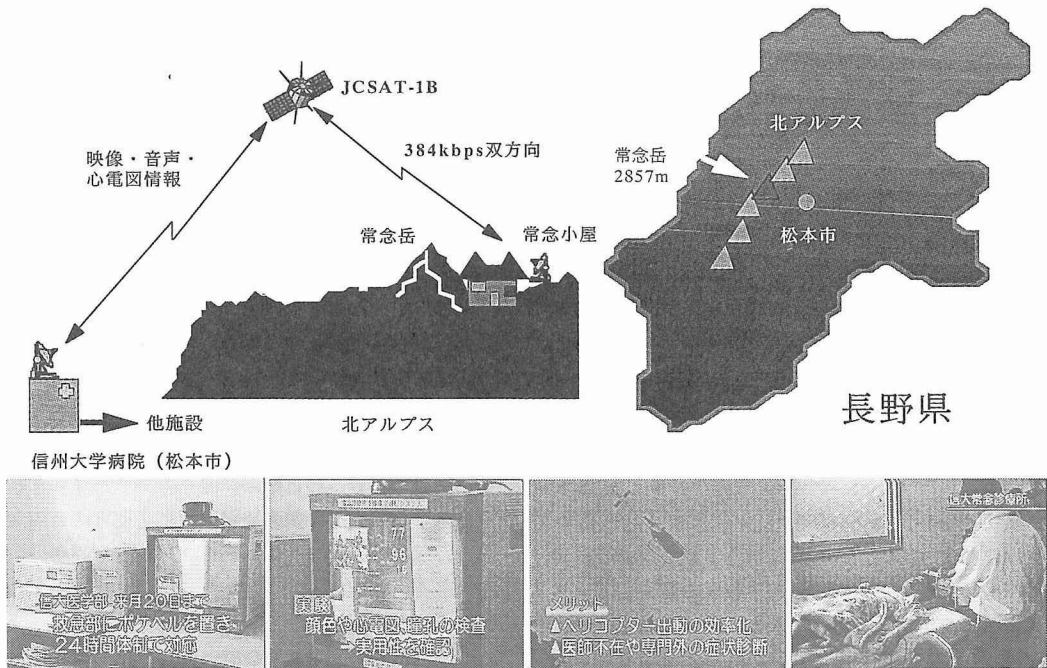 JCSAT-1B
映像・音声・
心電図情報
384kbps双方向
常念岳
常念小屋
他施設
北アルプス
信州大学病院（松本市）
北アルプス
常念岳
2857m
松本市
長野県
信大医学部 来月20日まで
救急部にポケベルを置き
24時間体制で対応
77
96
実験
顔色や心電図、瞳孔の検査
→実用性を確認
メリット
▲ヘリコプター出動の効率化
▲医師不在や専門外の症状診断
信大常念診療所